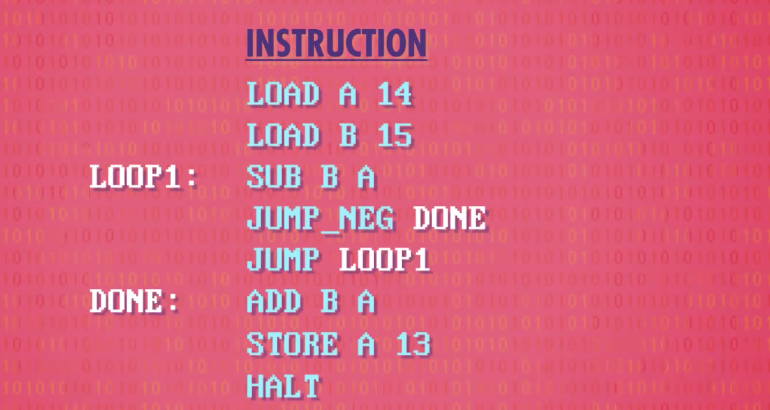 INSTRUCTION
LOAD A 14
LOAD B 15
LOOP1: SUB B A
JUMP_NEG DONE
JUMP LOOP1
DONE: ADD B A
STORE A 13
HALT